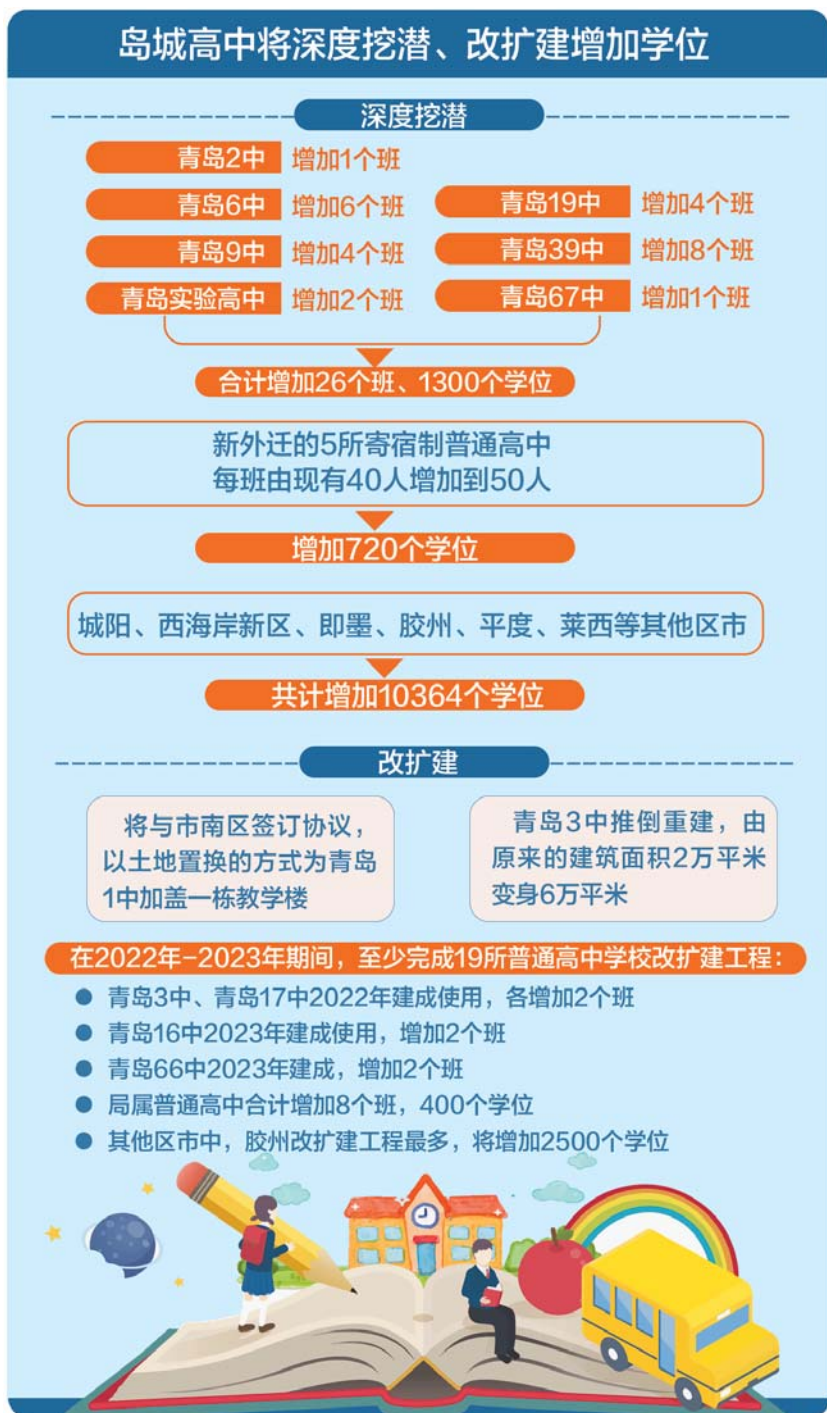 岛城高中将深度挖潜、改扩建增加学位
深度挖潜
青岛2中 增加1个班
青岛6中 增加6个班
青岛9中 增加4个班
青岛实验高中 增加2个班
青岛19中 增加4个班
青岛39中 增加8个班
青岛67中 增加1个班
合计增加26个班、1300个学位
新外迁的5所寄宿制普通高中
每班由现有40人增加到50人
增加720个学位
城阳、西海岸新区、即墨、胶州、平度、莱西等其他区市
共计增加10364个学位
改扩建
将与市南区签订协议，
以土地置换的方式为青岛
1中加盖一栋教学楼
青岛3中推倒重建，由
原来的建筑面积2万平米
变身6万平米
在2022年-2023年期间，至少完成19所普通高中学校改扩建工程：
● 青岛3中、青岛17中2022年建成使用，各增加2个班
● 青岛16中2023年建成使用，增加2个班
● 青岛66中2023年建成，增加2个班
● 局属普通高中合计增加8个班，400个学位
● 其他区市中，胶州改扩建工程最多，将增加2500个学位